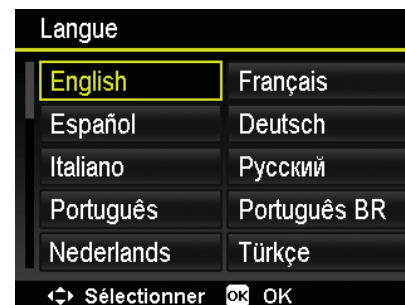 Langue
English Français
Español Deutsch
Italiano Русский
Português Português BR
Nederlands Türkçe
Sélectionner OK OK